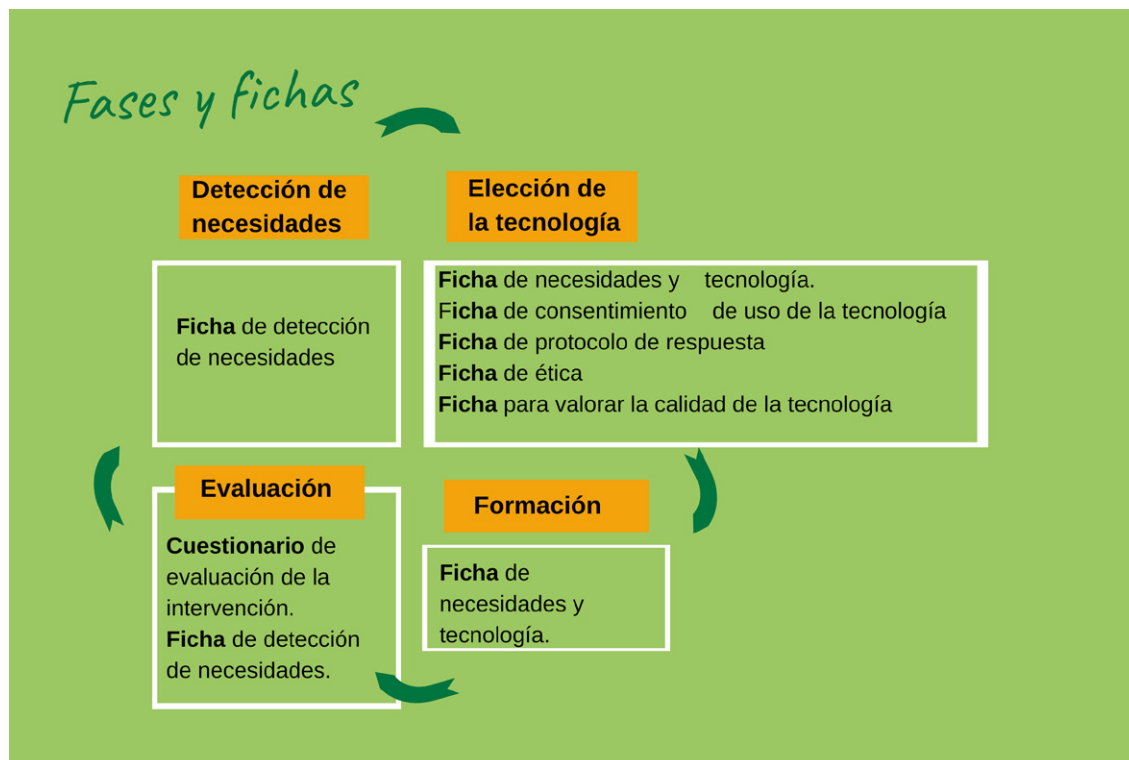 Fases y fichas
Detección de
necesidades
Ficha de detección
de necesidades
Elección de
la tecnología
Ficha de necesidades y tecnología.
Ficha de consentimiento de uso de la tecnología
Ficha de protocolo de respuesta
Ficha de ética
Ficha para valorar la calidad de la tecnología
Evaluación
Cuestionario de
evaluación de la
intervención.
Ficha de detección
de necesidades.
Formación
Ficha de
necesidades y
tecnología.